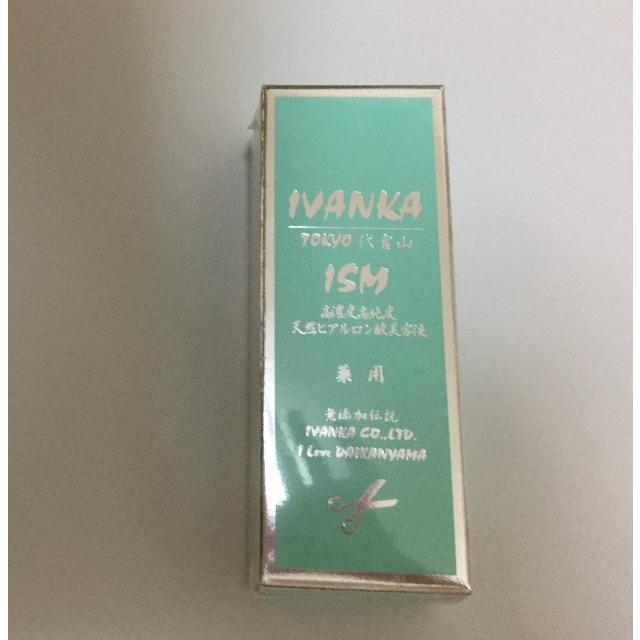 IVANKA
TOKYO 代官山
ISM
高濃度高純度
天然ヒアルロン酸美容液
薬用
無添加伝説
IVANKA CO.,LTD.
I Love DAIKANYAMA